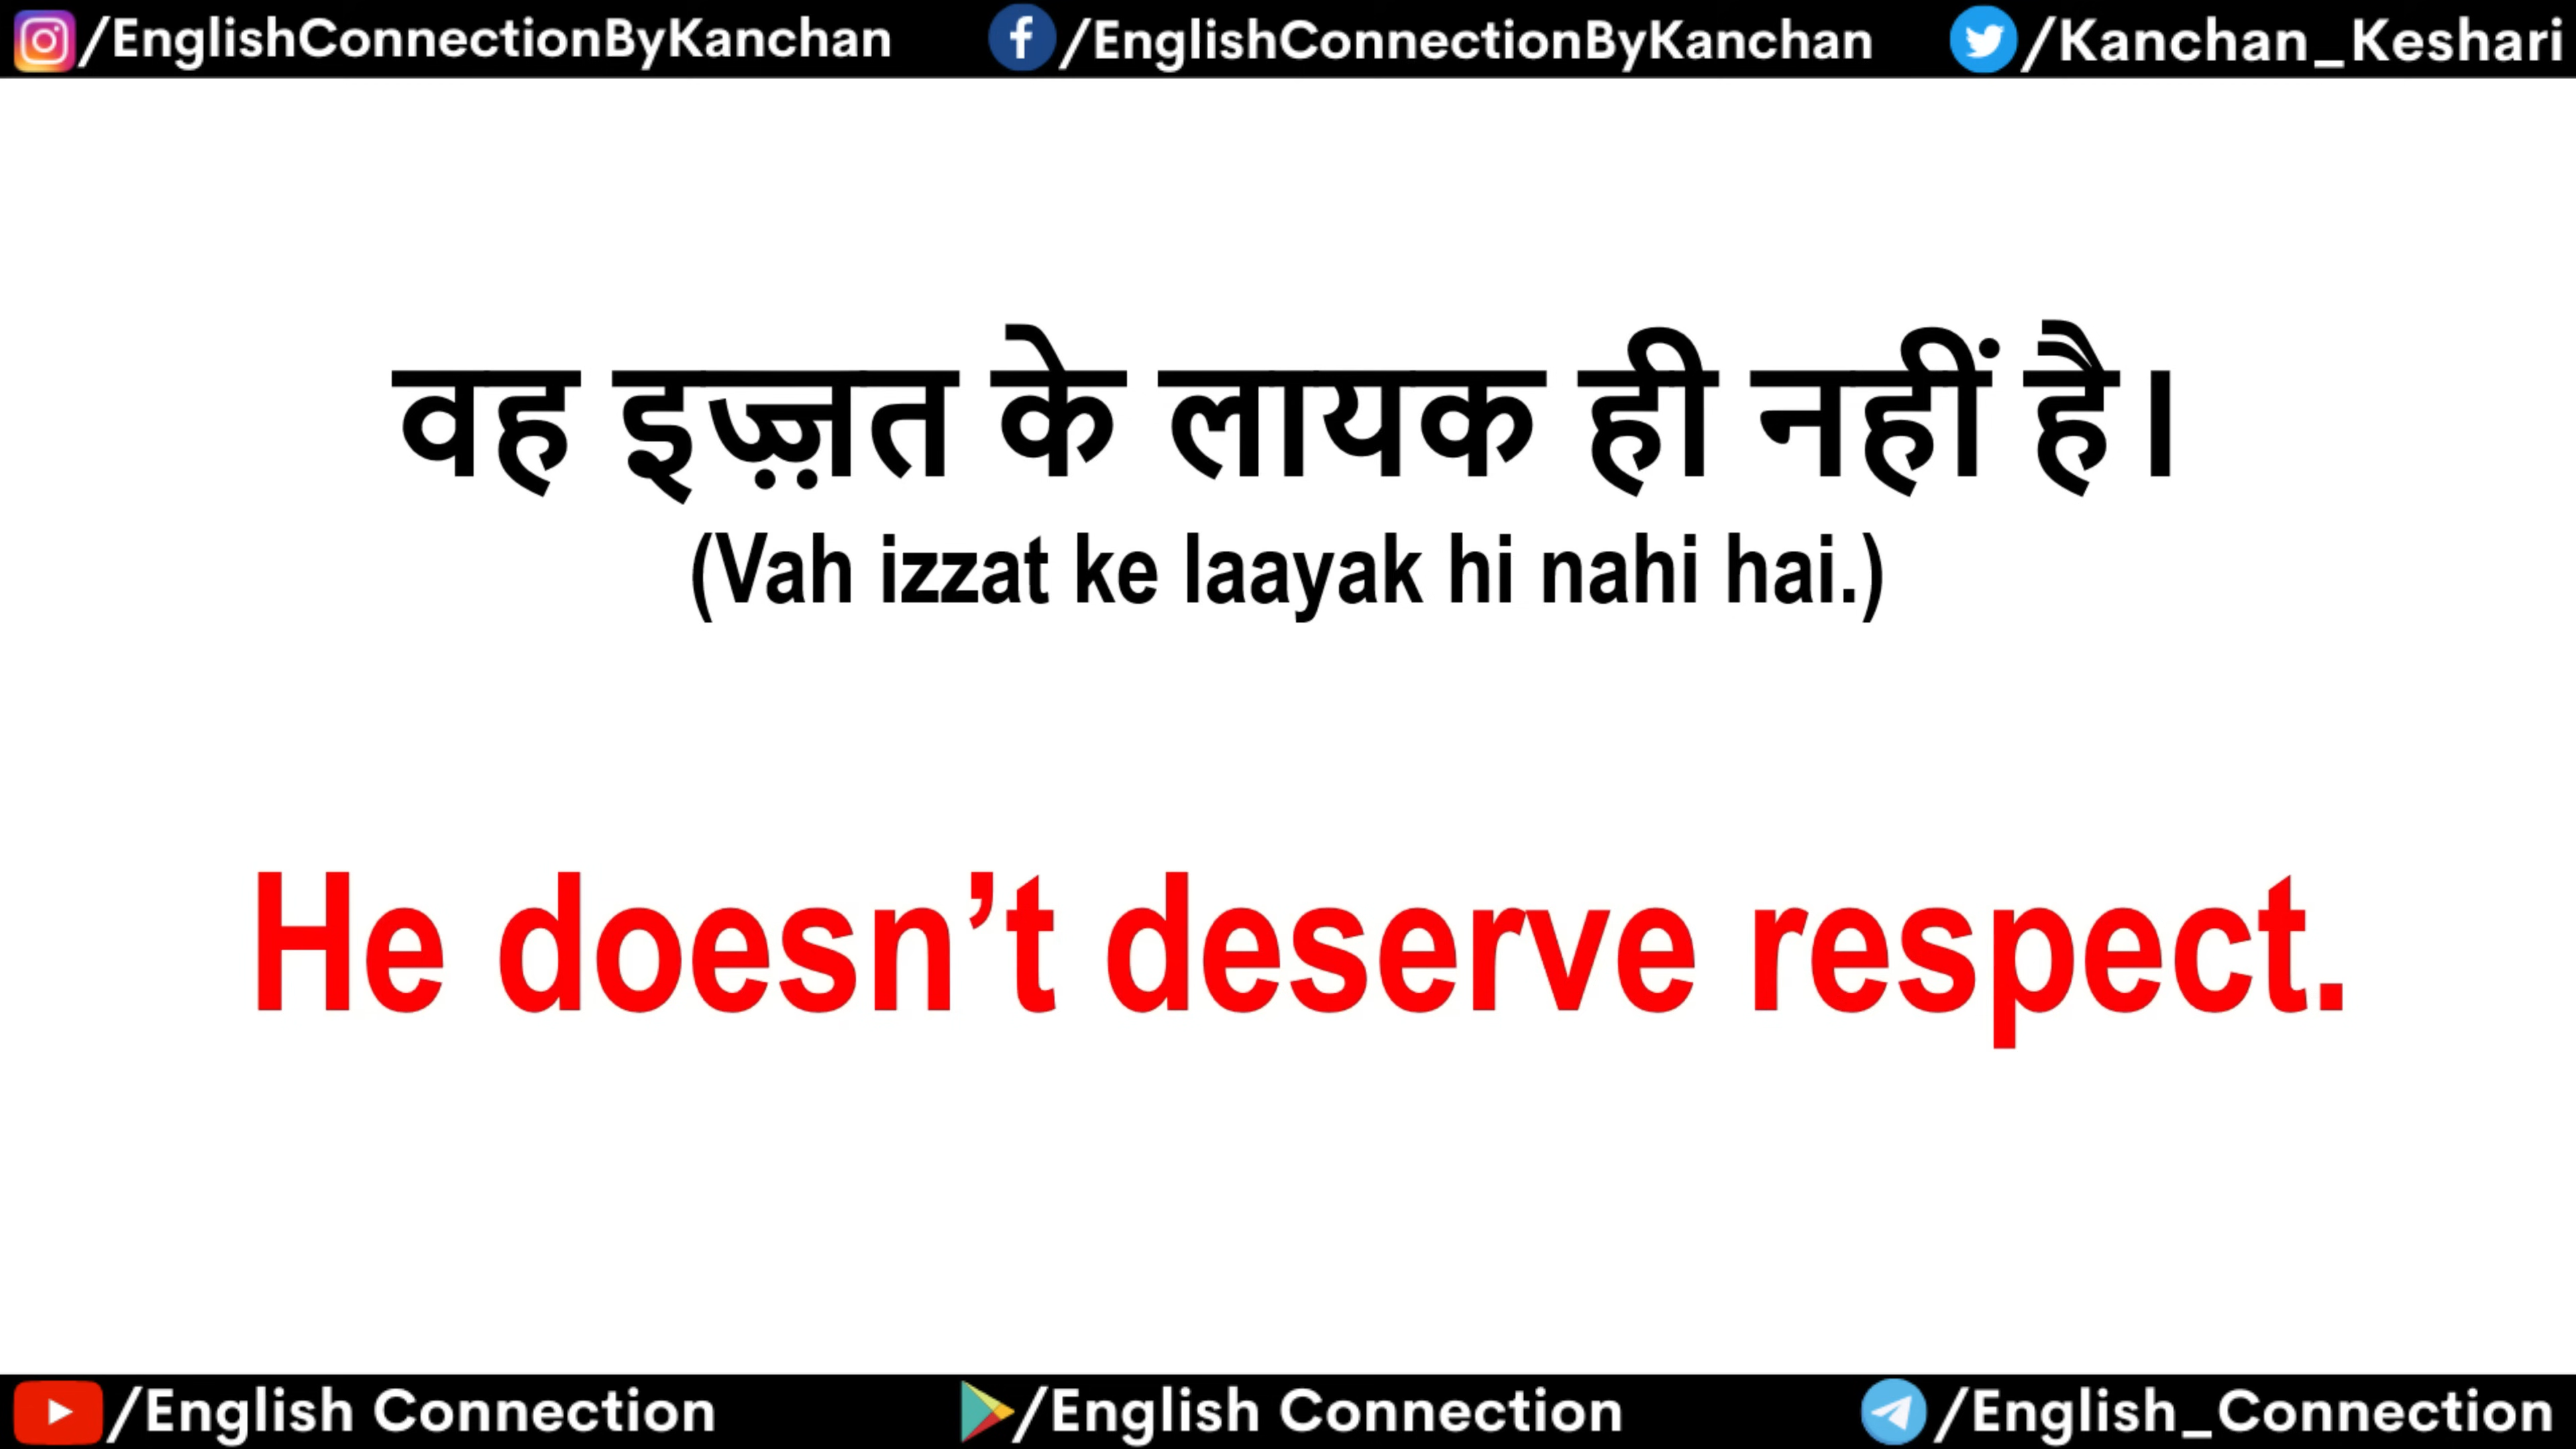 /EnglishConnectionByKanchan /EnglishConnectionByKanchan /Kanchan_Keshari
वह इज़्ज़त के लायक ही नहीं है।
(Vah izzat ke laayak hi nahi hai.)
He doesn’t deserve respect.
/English Connection /English Connection /English_Connection